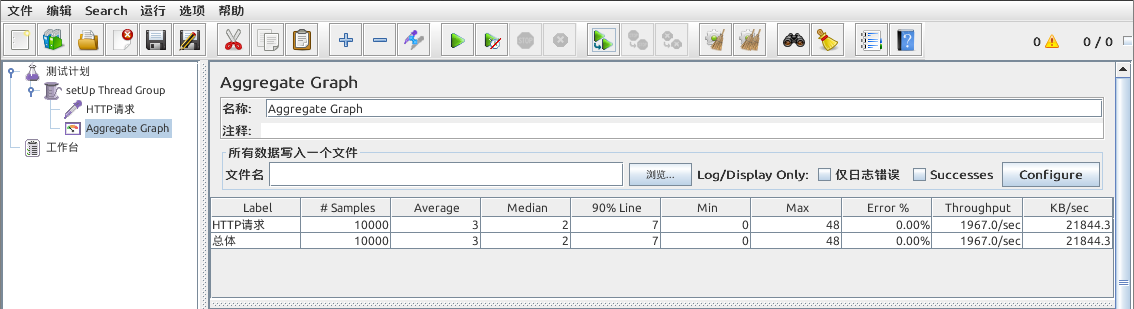 文件 编辑 Search 运行 选项 帮助
0 0 / 0
测试计划
setUp Thread Group
HTTP请求
Aggregate Graph
工作台
Aggregate Graph
名称: Aggregate Graph
注释:
所有数据写入一个文件
文件名 浏览... Log/Display Only: 仅日志错误 Successes Configure
Label # Samples Average Median 90% Line Min Max Error % Throughput KB/sec
HTTP请求 10000 3 2 7 0 48 0.00% 1967.0/sec 21844.3
总体 10000 3 2 7 0 48 0.00% 1967.0/sec 21844.3